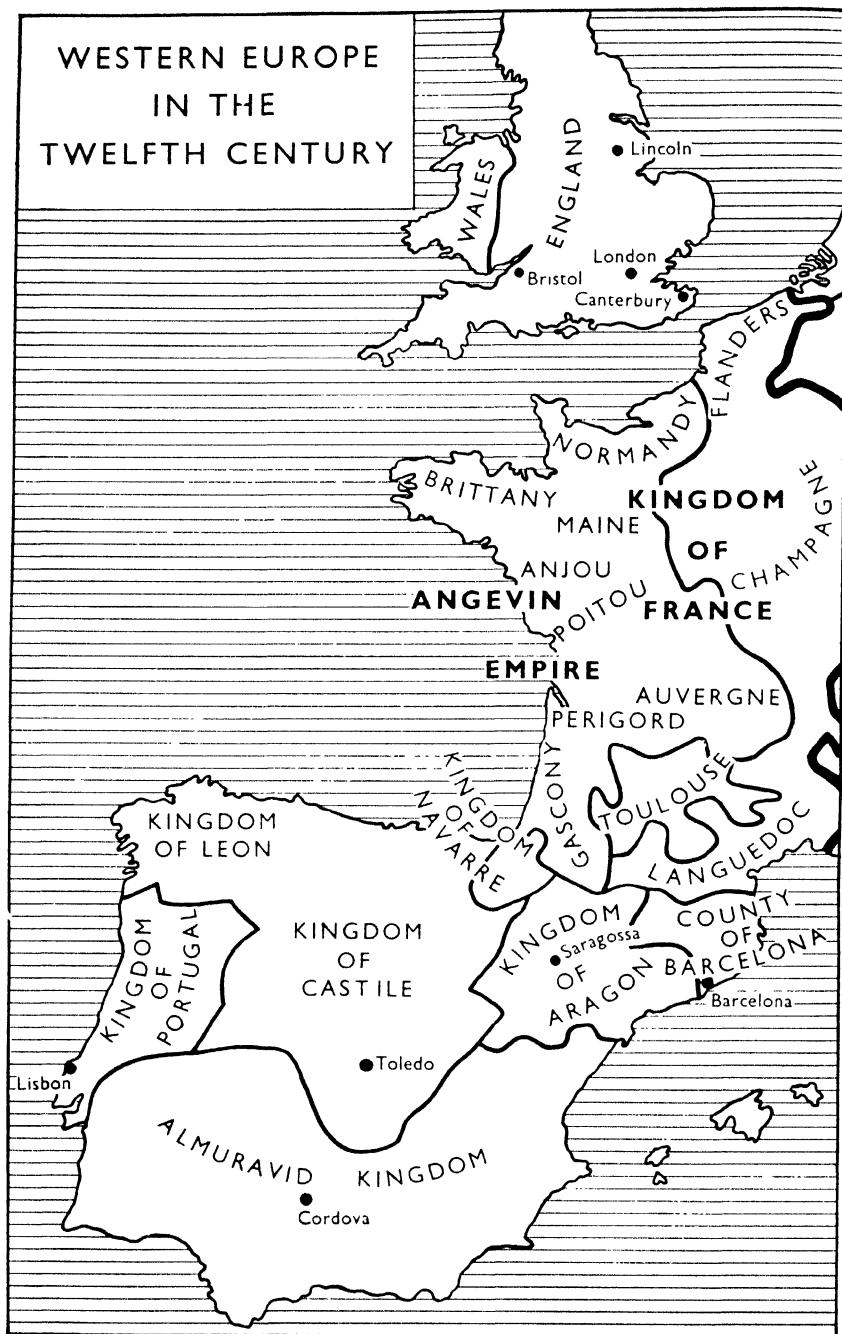 WESTERN EUROPE
IN THE
TWELFTH CENTURY
Lincoln
ENGLAND
WALES
London
Bristol
Canterbury
FLANDERS
NORMANDY
BRITTANY
KINGDOM
OF
FRANCE
MAINE
CHAMPAGNE
ANJOU
ANGEVIN
EMPIRE
POITOU
AUVERGNE
PERIGORD
GASCONY
TOULOUSE
LANGUEDOC
KINGDOM
OF
NAVARRE
KINGDOM
KINGDOM
OF LEON
KINGDOM
OF
PORTUGAL
KINGDOM
OF
CASTILE
KINGDOM
OF
ARAGON
Saragossa
COUNTY
OF
BARCELONA
Barcelona
Lisbon
Toledo
ALMURAVID KINGDOM
Cordova